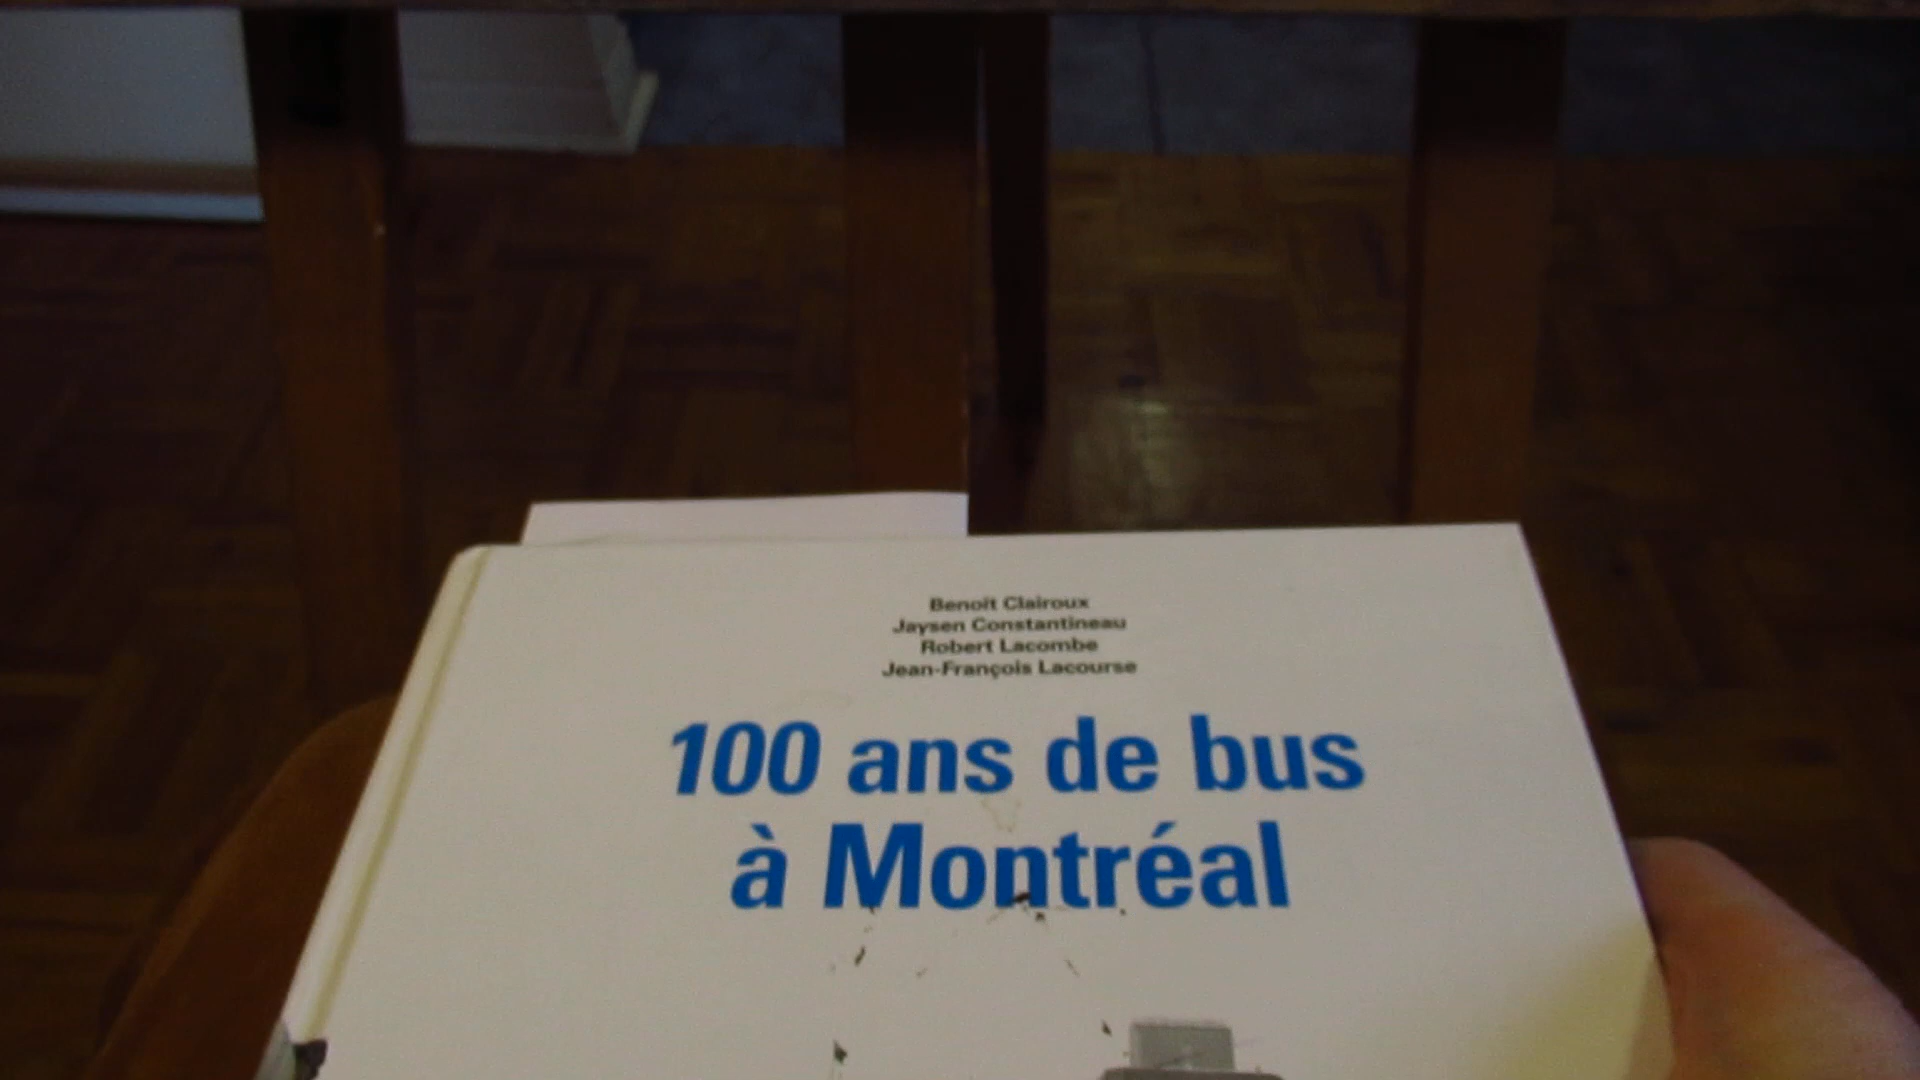 Benoît Clairoux
Jaysen Constantineau
Robert Lacombe
Jean-François Lacourse
100 ans de bus
à Montréal